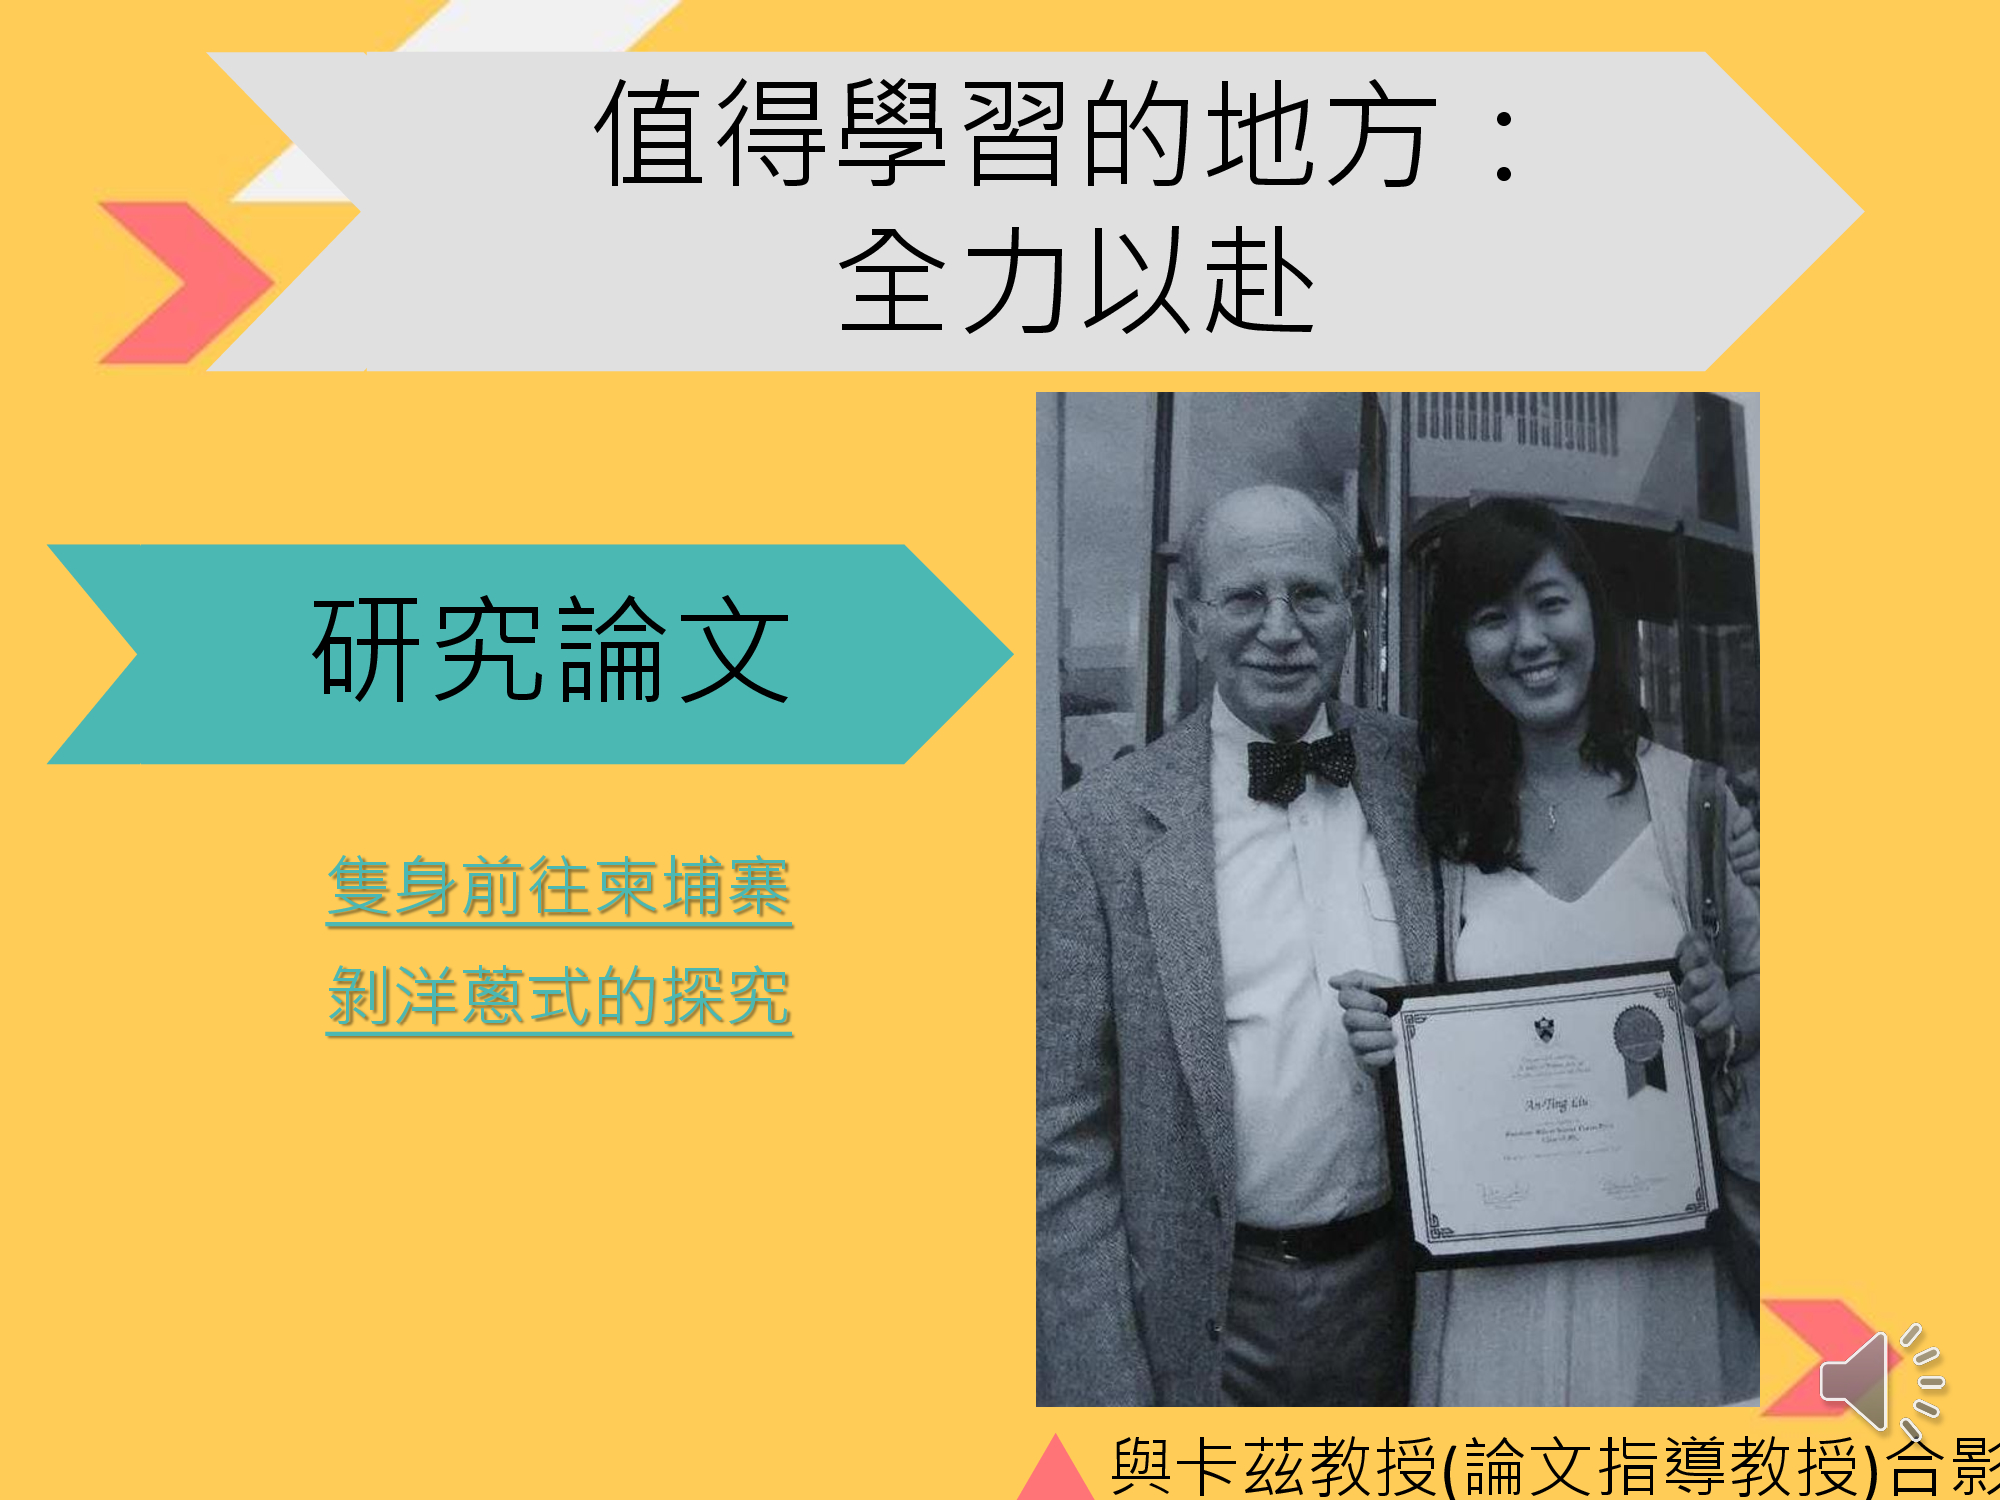 值得學習的地方：
全力以赴
研究論文
隻身前往柬埔寨
剝洋蔥式的探究
An-Ting Liu
與卡茲教授(論文指導教授)合影